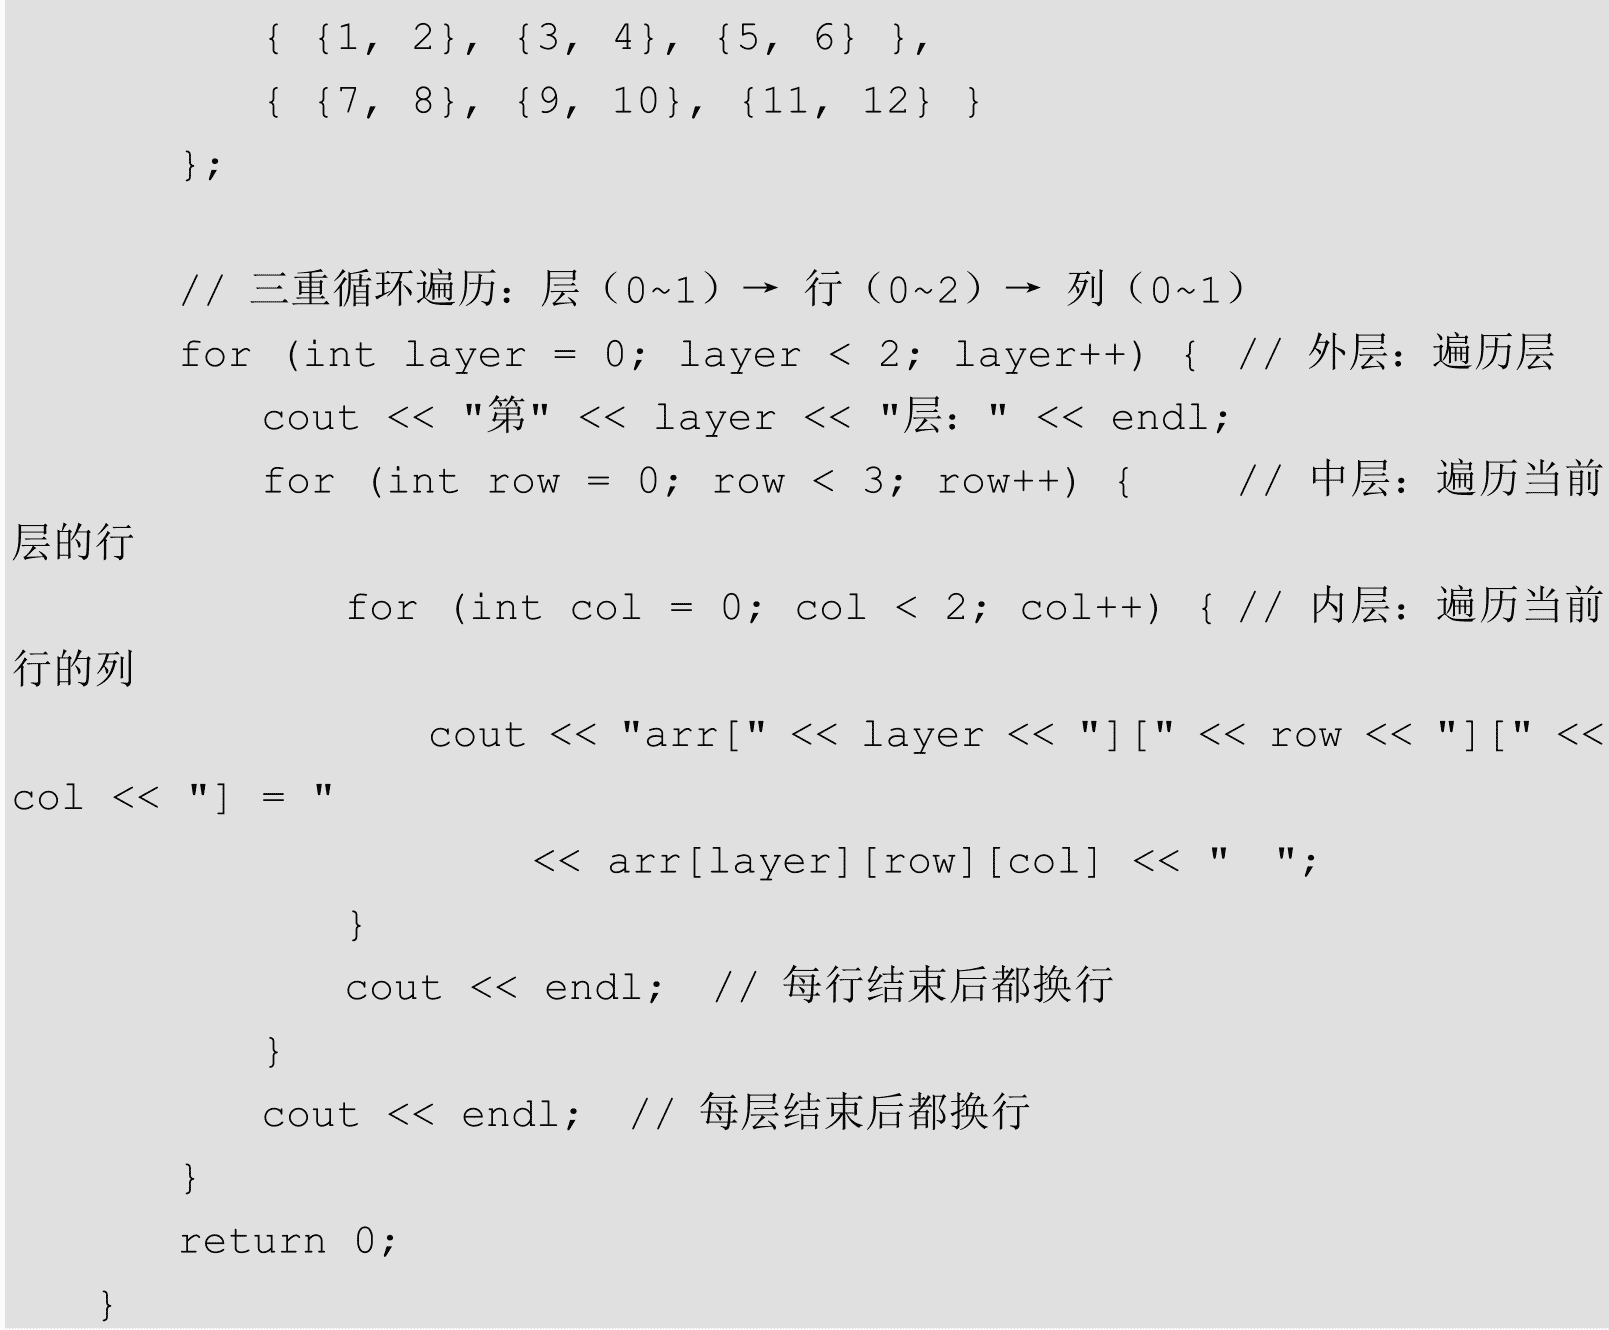 { {1, 2}, {3, 4}, {5, 6} },
{ {7, 8}, {9, 10}, {11, 12} }
};
// 三重循环遍历：层（0~1）→ 行（0~2）→ 列（0~1）
for (int layer = 0; layer < 2; layer++) { // 外层：遍历层
cout << "第" << layer << "层：" << endl;
for (int row = 0; row < 3; row++) { // 中层：遍历当前
层的行
for (int col = 0; col < 2; col++) { // 内层：遍历当前
行的列
cout << "arr[" << layer << "][" << row << "][" <<
col << "] = "
<< arr[layer][row][col] << "  ";
}
cout << endl; // 每行结束后都换行
}
cout << endl; // 每层结束后都换行
}
return 0;
}